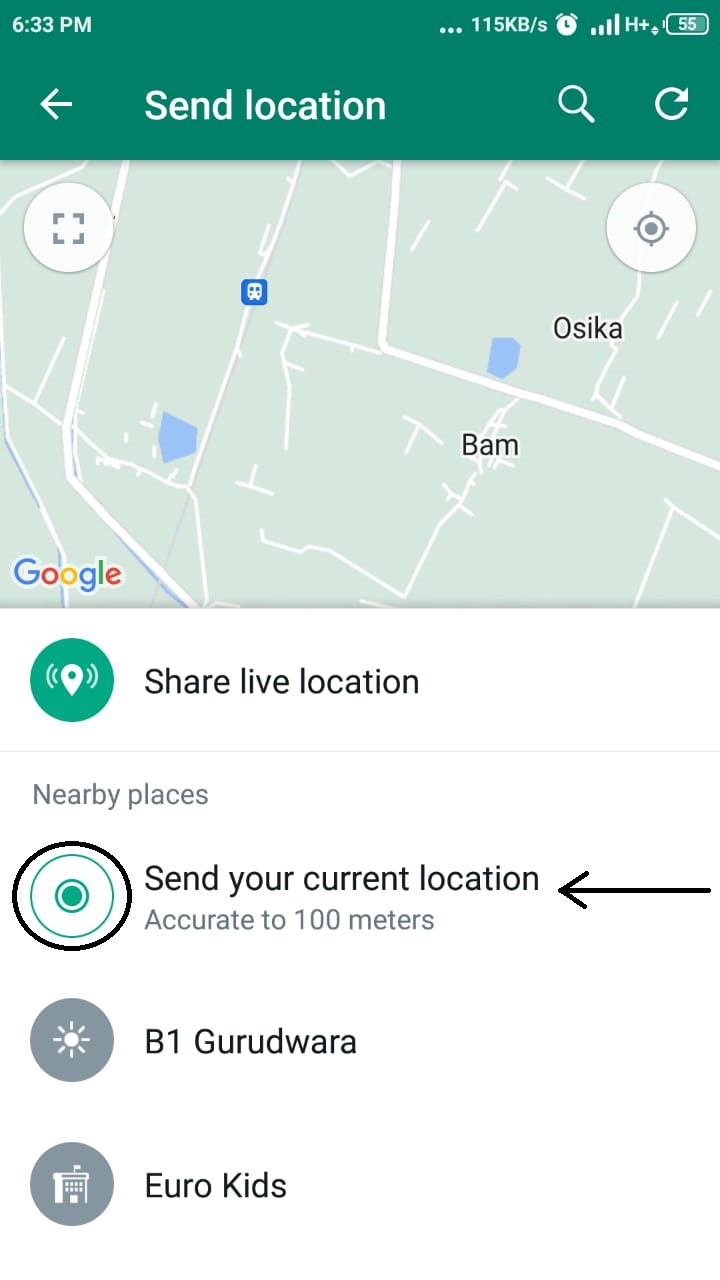 6:33 PM ... 115KB/s H+ 55
Send location
Osika
Bam
Google
Share live location
Nearby places
Send your current location
Accurate to 100 meters
B1 Gurudwara
Euro Kids